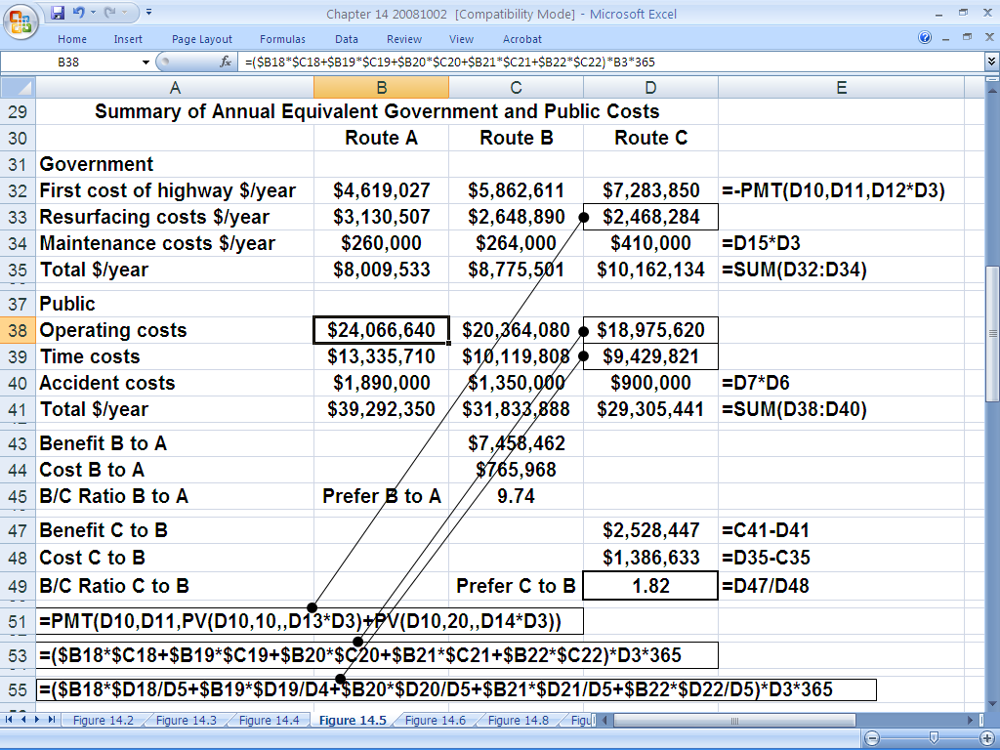 Chapter 14 20081002 [Compatibility Mode] - Microsoft Excel
Home Insert Page Layout Formulas Data Review View Acrobat
B38 fx =($B18*$C18+$B19*$C19+$B20*$C20+$B21*$C21+$B22*$C22)*B3*365
A B C D E
29 Summary of Annual Equivalent Government and Public Costs
30 Route A Route B Route C
31 Government
32 First cost of highway $/year $4,619,027 $5,862,611 $7,283,850 =-PMT(D10,D11,D12*D3)
33 Resurfacing costs $/year $3,130,507 $2,648,890 $2,468,284
34 Maintenance costs $/year $260,000 $264,000 $410,000 =D15*D3
35 Total $/year $8,009,533 $8,775,501 $10,162,134 =SUM(D32:D34)
37 Public
38 Operating costs $24,066,640 $20,364,080 $18,975,620
39 Time costs $13,335,710 $10,119,808 $9,429,821
40 Accident costs $1,890,000 $1,350,000 $900,000 =D7*D6
41 Total $/year $39,292,350 $31,833,888 $29,305,441 =SUM(D38:D40)
43 Benefit B to A $7,458,462
44 Cost B to A $765,968
45 B/C Ratio B to A Prefer B to A 9.74
47 Benefit C to B $2,528,447 =C41-D41
48 Cost C to B $1,386,633 =D35-C35
49 B/C Ratio C to B Prefer C to B 1.82 =D47/D48
51 =PMT(D10,D11,PV(D10,10,,D13*D3)+PV(D10,20,,D14*D3))
53 =($B18*$C18+$B19*$C19+$B20*$C20+$B21*$C21+$B22*$C22)*D3*365
55 =($B18*$D18/D5+$B19*$D19/D4+$B20*$D20/D5+$B21*$D21/D5+$B22*$D22/D5)*D3*365
Figure 14.2 Figure 14.3 Figure 14.4 Figure 14.5 Figure 14.6 Figure 14.8 Figu